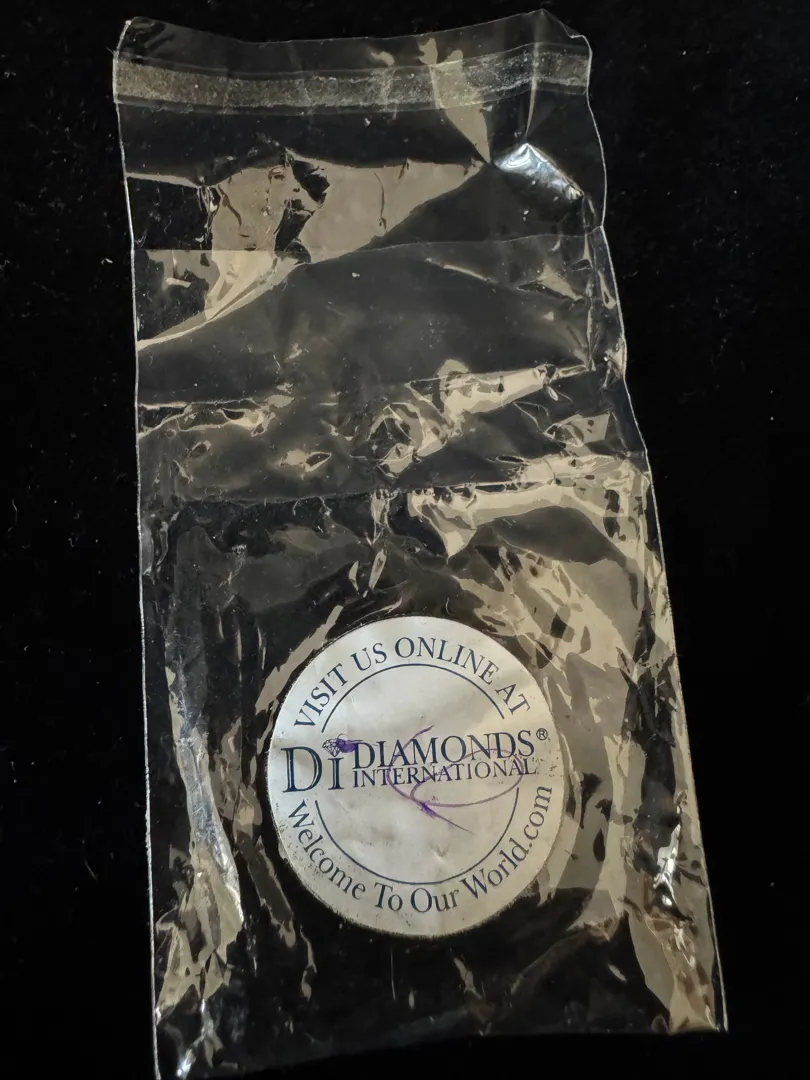 VISIT US ONLINE AT
Di DIAMONDS®
INTERNATIONAL
Welcome To Our World.com